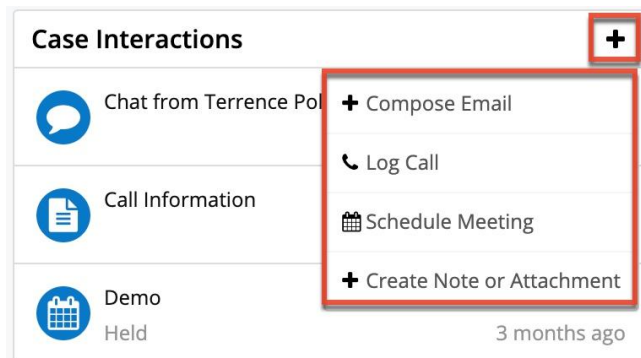 Case Interactions
Chat from Terrence Pol
Compose Email
Log Call
Call Information
Schedule Meeting
Create Note or Attachment
Demo
Held
3 months ago